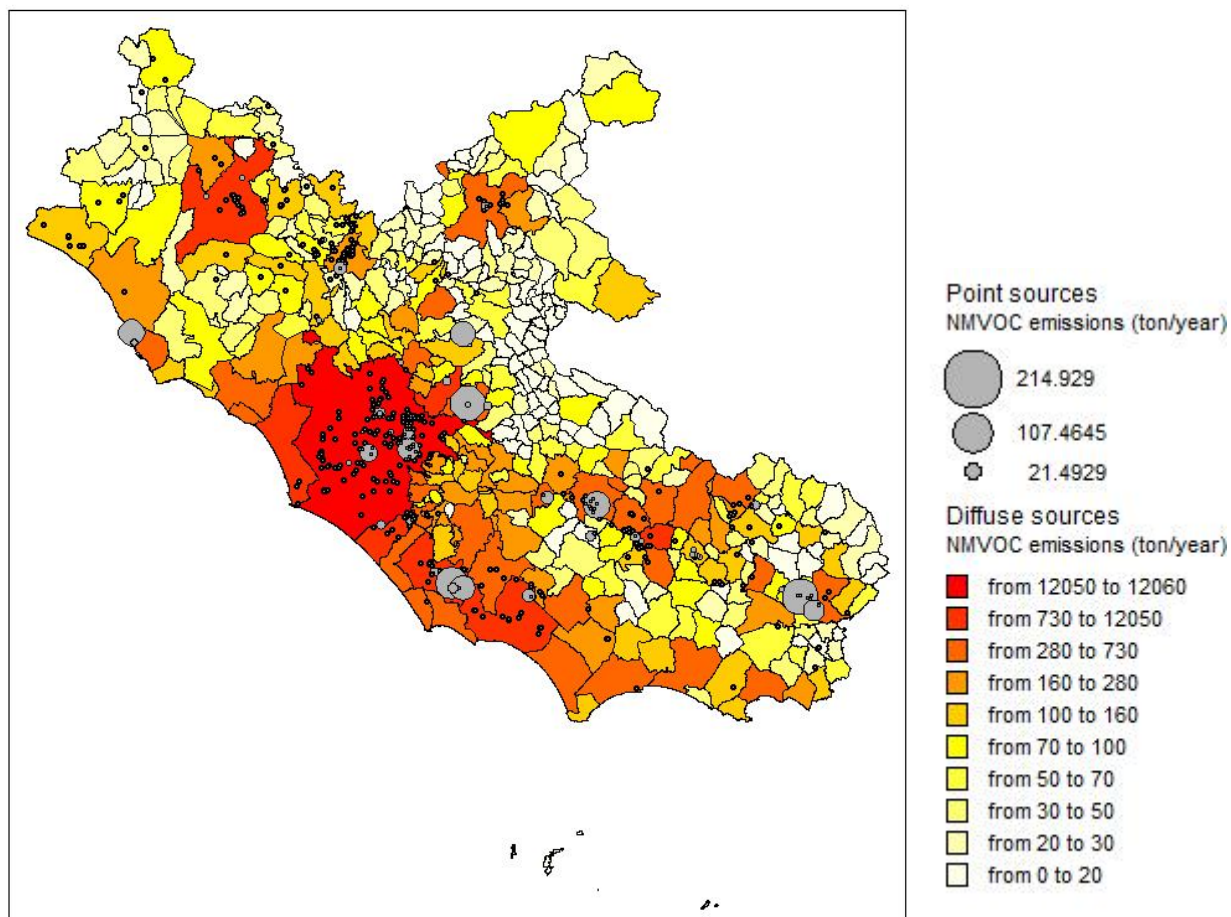 Point sources
NMVOC emissions (ton/year)
214.929
107.4645
21.4929
Diffuse sources
NMVOC emissions (ton/year)
from 12050 to 12060
from 730 to 12050
from 280 to 730
from 160 to 280
from 100 to 160
from 70 to 100
from 50 to 70
from 30 to 50
from 20 to 30
from 0 to 20